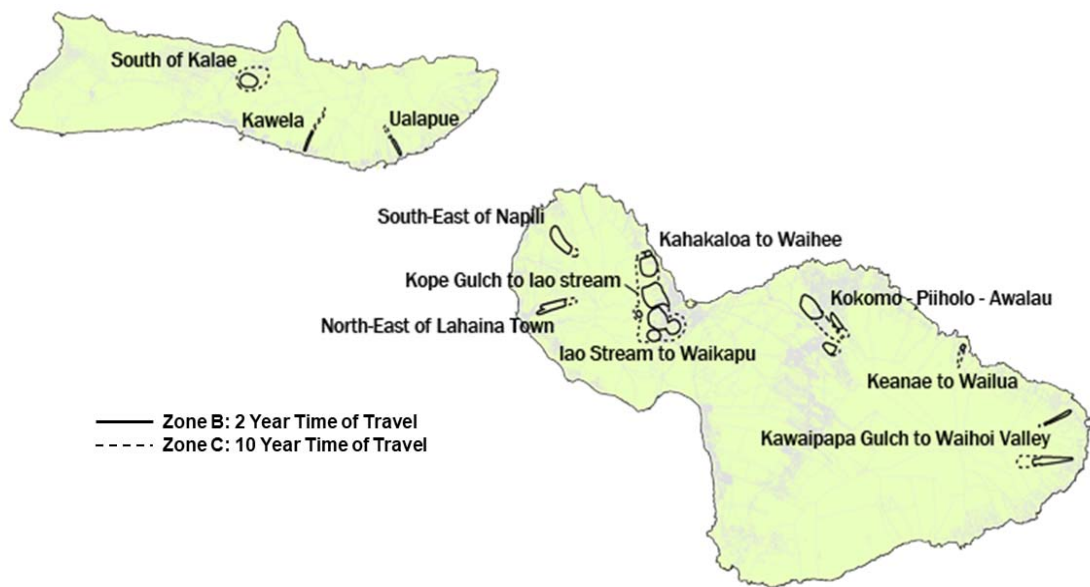 South of Kalae
Kawela
Ualapue
South-East of Napili
Kahakaloa to Waihee
Kope Gulch to Iao stream
Kokomo - Piiholo - Awalau
North-East of Lahaina Town
Iao Stream to Waikapu
Keanae to Wailua
Zone B: 2 Year Time of Travel
Kawaipapa Gulch to Waihoi Valley
Zone C: 10 Year Time of Travel